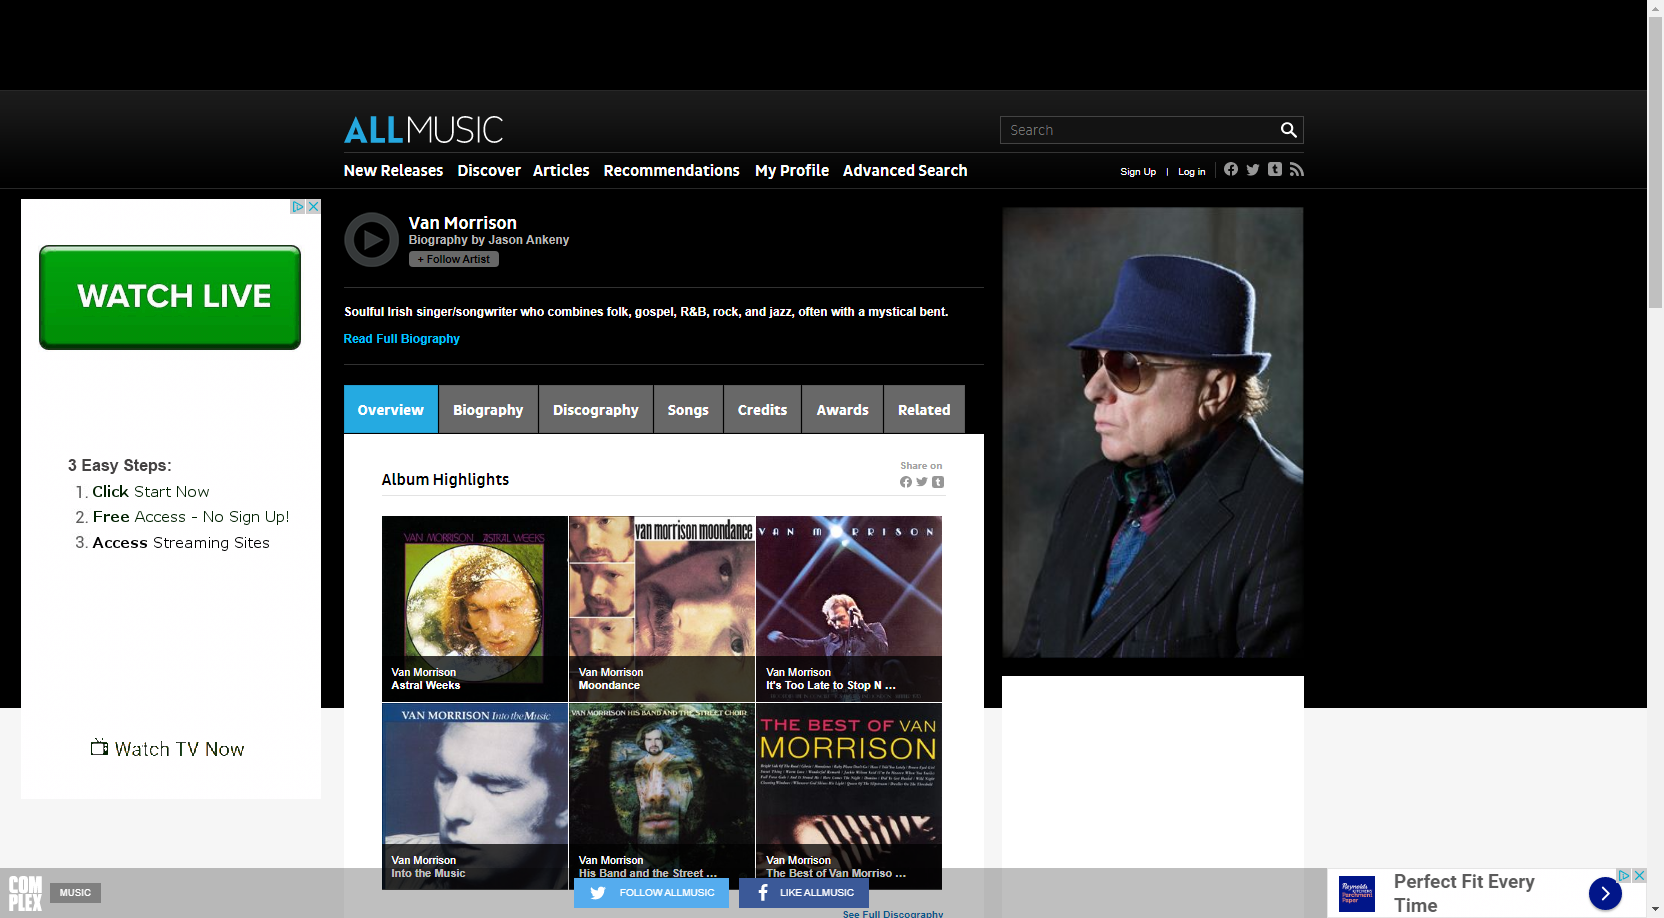 ALLMUSIC
Search
New Releases Discover Articles Recommendations My Profile Advanced Search
Sign Up | Log in
WATCH LIVE
3 Easy Steps:
1. Click Start Now
2. Free Access - No Sign Up!
3. Access Streaming Sites
Watch TV Now
Van Morrison
Biography by Jason Ankeny
+ Follow Artist
Soulful Irish singer/songwriter who combines folk, gospel, R&B, rock, and jazz, often with a mystical bent.
Read Full Biography
Overview Biography Discography Songs Credits Awards Related
Share on
Album Highlights
VAN MORRISON ASTRAL WEEKS
van morrison moondance
VAN MORRISON
Van Morrison
Astral Weeks
Van Morrison
Moondance
Van Morrison
It's Too Late to Stop N ...
VAN MORRISON Into the Music
VAN MORRISON HIS BAND AND THE STREET CHOIR
THE BEST OF VAN
MORRISON
Van Morrison
Into the Music
Van Morrison
His Band and the Street ...
Van Morrison
The Best of Van Morriso ...
COM
PLEX
MUSIC
FOLLOW ALLMUSIC
LIKE ALLMUSIC
See Full Discography
Reynolds
KITCHENS
Parchment
Paper
Perfect Fit Every
Time